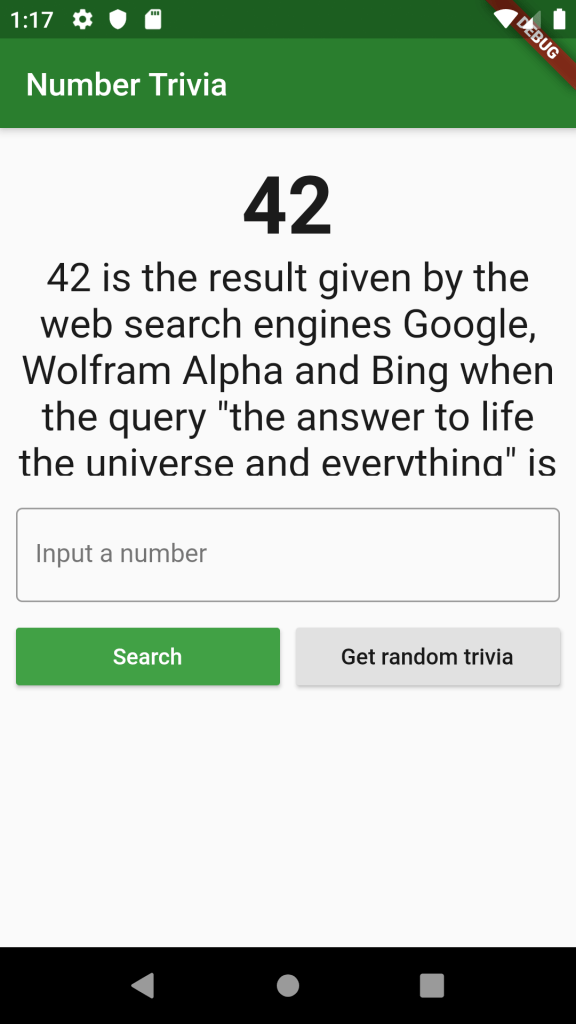 1:17
DEBUG
Number Trivia
42
42 is the result given by the
web search engines Google,
Wolfram Alpha and Bing when
the query "the answer to life
the universe and everything" is
Input a number
Search
Get random trivia